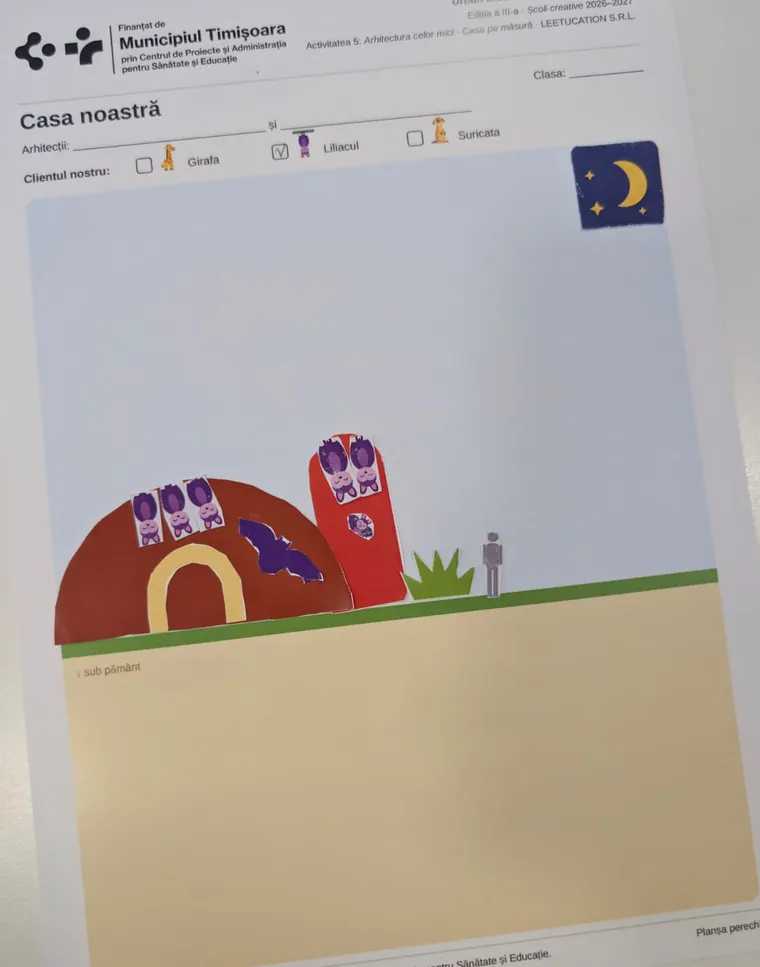 Finanțat de
Municipiul Timișoara
prin Centrul de Proiecte și Administrația
pentru Sănătate și Educație
Ediția a III-a · Școli creative 2026–2027
Activitatea 5: Arhitectura celor mici · Casa pe măsură · LEETUCATION S.R.L.
Clasa:
Casa noastră
Arhitecții: și
Clientul nostru: Girafa √ Liliacul Suricata
↓ sub pământ
Sănătate și Educație.
Planșa